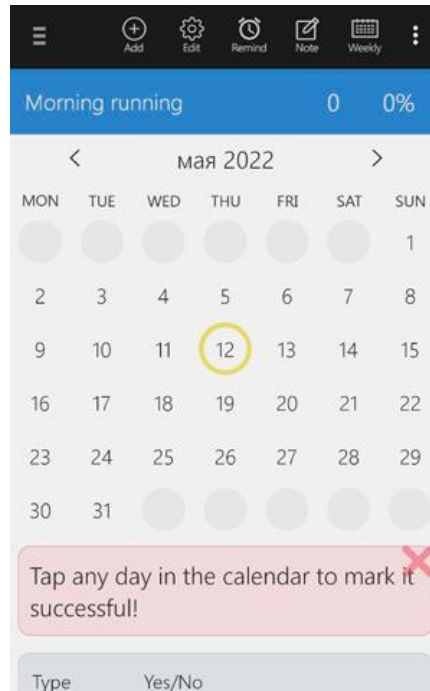 Add Edit Remind Note Weekly
Morning running 0 0%
< мая 2022 >
MON TUE WED THU FRI SAT SUN
1
2 3 4 5 6 7 8
9 10 11 12 13 14 15
16 17 18 19 20 21 22
23 24 25 26 27 28 29
30 31
Tap any day in the calendar to mark it
successful!
Type Yes/No